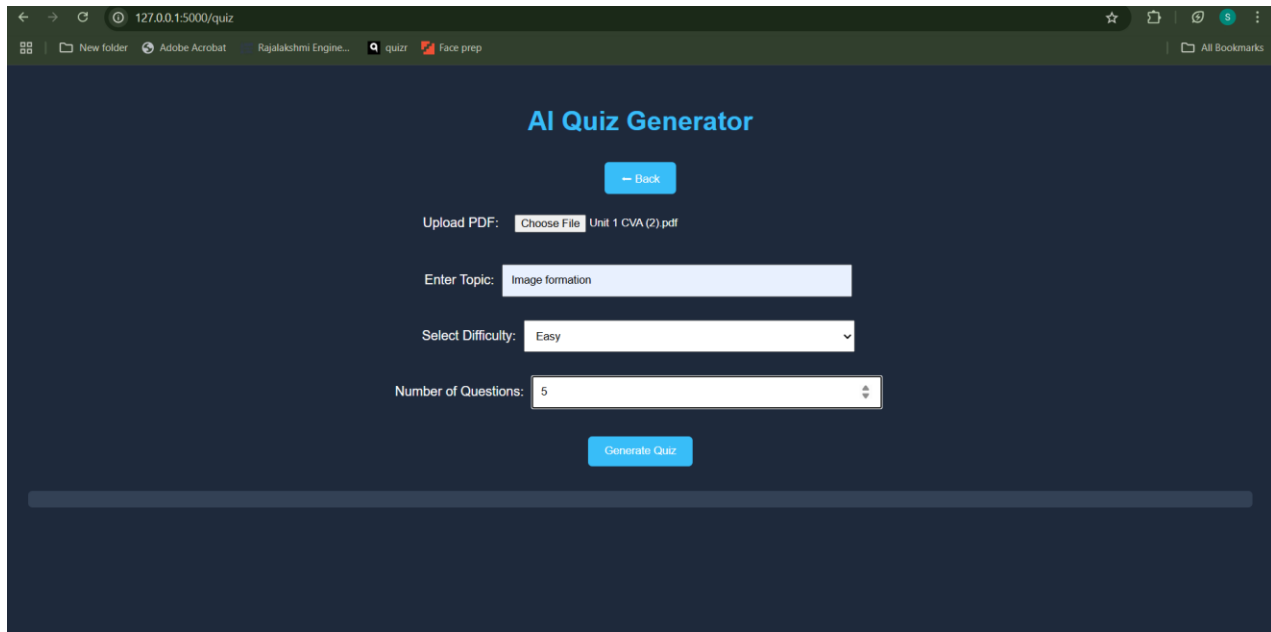 127.0.0.1:5000/quiz
S
New folder Adobe Acrobat Rajalakshmi Engine... quizr Face prep All Bookmarks
AI Quiz Generator
← Back
Upload PDF: Choose File Unit 1 CVA (2).pdf
Enter Topic: Image formation
Select Difficulty: Easy
Number of Questions: 5
Generate Quiz